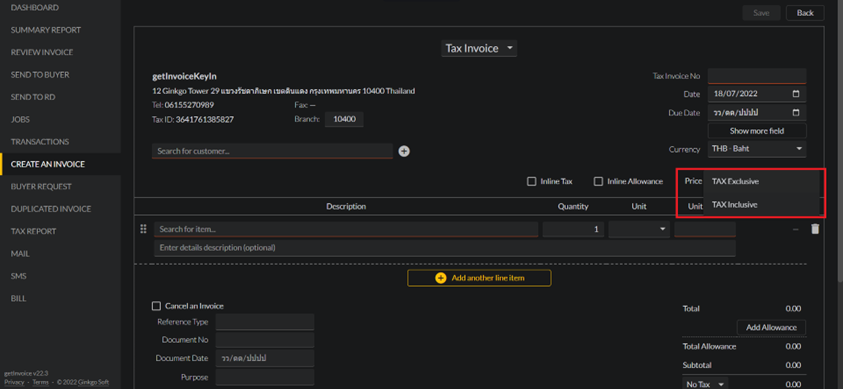 DASHBOARD
SUMMARY REPORT
REVIEW INVOICE
SEND TO BUYER
SEND TO RD
JOBS
TRANSACTIONS
CREATE AN INVOICE
BUYER REQUEST
DUPLICATED INVOICE
TAX REPORT
MAIL
SMS
BILL
getInvoice v22.3
Privacy - Terms - © 2022 Ginkgo Soft
Save Back
Tax Invoice
getInvoiceKeyIn
12 Ginkgo Tower 29 แขวงรัชดาภิเษก เขตดินแดง กรุงเทพมหานคร 10400 Thailand
Tel: 06155270989 Fax: —
Tax ID: 3641761385827 Branch: 10400
Search for customer...
Tax Invoice No
Date 18/07/2022
Due Date วว/ดด/ปปปป
Show more field
Currency THB - Baht
Inline Tax Inline Allowance Price TAX Exclusive
TAX Inclusive
Description Quantity Unit Unit
Search for item... 1 –
Enter details description (optional)
Add another line item
Cancel an Invoice
Reference Type
Document No
Document Date วว/ดด/ปปปป
Purpose
Total 0.00
Add Allowance
Total Allowance 0.00
Subtotal 0.00
No Tax 0.00